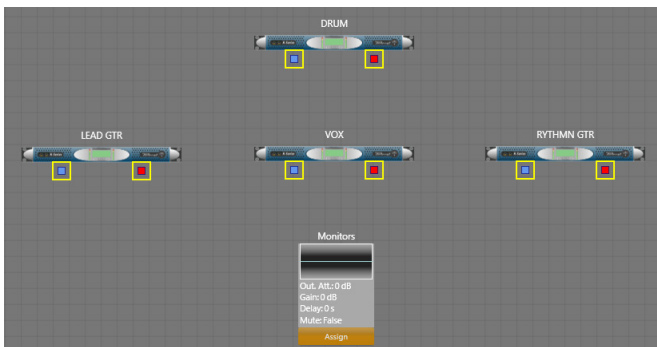 DRUM
LEAD GTR
VOX
RYTHMN GTR
Monitors
Out. Att.: 0 dB
Gain: 0 dB
Delay: 0 s
Mute: False
Assign